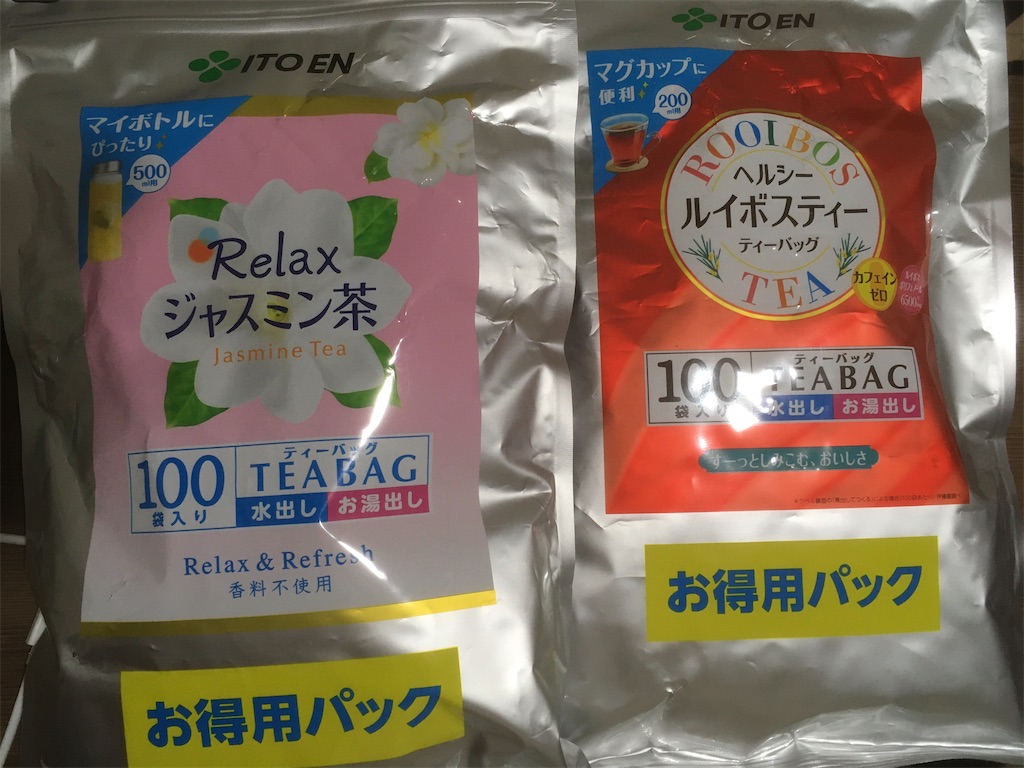 ITO EN
マイボトルに
ぴったり
500
ml用
Relax
ジャスミン茶
Jasmine Tea
100
袋入り
ティーバッグ
TEABAG
水出し
お湯出し
Relax & Refresh
香料不使用
お得用パック
ITO EN
マグカップに
便利
200
ml用
ROOIBOS
ヘルシー
ルイボスティー
ティーバッグ
TEA
カフェイン
ゼロ
100
袋入り
ティーバッグ
TEABAG
水出し
お湯出し
すーっとしみこむ、おいしさ
お得用パック